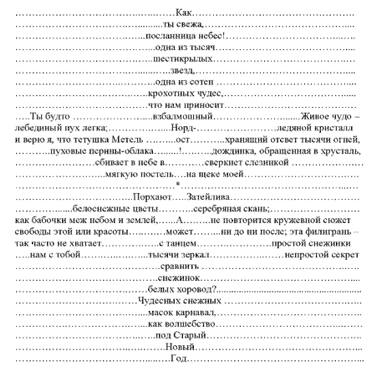 ……………………………………Как……………………………………
……………………………………ты свежа,…………………………………
………………………………посланница небес!………………………………
…………………………………одна из тысяч…………………………………
…………………………………шестикрылых…………………………………
……………………………………звезд,……………………………………
…………………………………одна из сотен …………………………………
………………………………крохотных чудес,………………………………
………………………………что нам приносит………………………………
…..Ты будто ………………..взбалмошный………………...Живое чудо –
лебединый пух легка;…………..…….Норд-…………………ледяной кристалл
и верно я, что тетушка Метель ……….ост………..хранящий отсвет тысячи огней,
………..пуховые перины-облака………!……….дождинка, обращенная в хрусталь,
…………………сбивает в небе в………….сверкнет слезинкой …………………
……………………мягкую постель….на щеке моей……………………
……………………………………*……………………………………
……………………………Порхают…..Затейлива……………………………
…………….белоснежные цветы…………серебряная скань;……………………
как бабочки меж небом и землей,……А………не повторится кружевной сюжет
свободы этой или красоты………может………ни до ни после; эта филигрань –
так часто не хватает……………с танцем………………….простой снежинки
…..нам с тобой………………тысячи зеркал………………непростой секрет
…………………………………сравнить …………………………………
…………………………………снежинок…………………………………
………………………………белых хоровод?………………………………
………………………………Чудесных снежных ………………………………
………………………………масок карнавал,………………………………
………………………………как волшебство………………………………
…………………………………под Старый…………………………………
……………………………………Новый……………………………………
……………………………………Год……………………………………